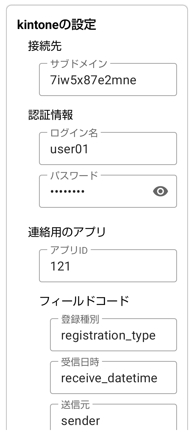 kintoneの設定
接続先
サブドメイン
7iw5x87e2mne
認証情報
ログイン名
user01
パスワード
••••••••
連絡用のアプリ
アプリID
121
フィールドコード
登録種別
registration_type
受信日時
receive_datetime
送信元
sender